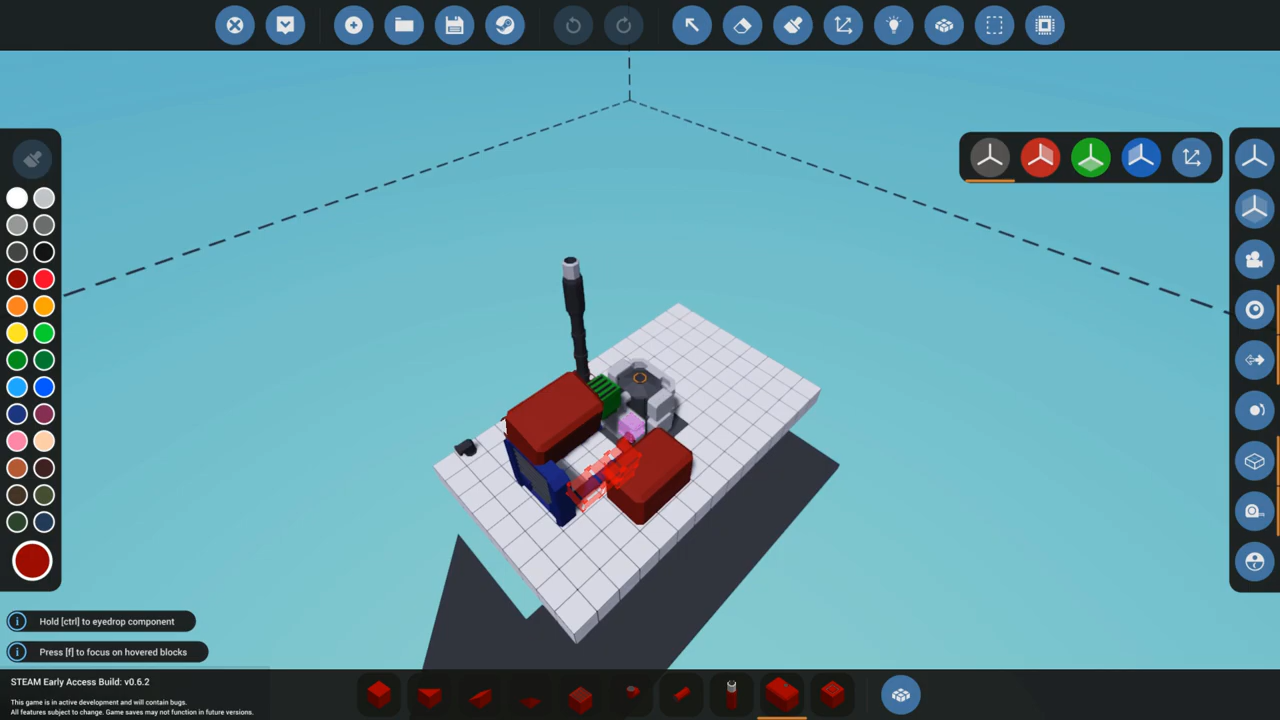 Hold [ctrl] to eyedrop component
Press [f] to focus on hovered blocks
STEAM Early Access Build: v0.6.2
This game is in active development and will contain bugs.
All features subject to change. Game saves may not function in future versions.